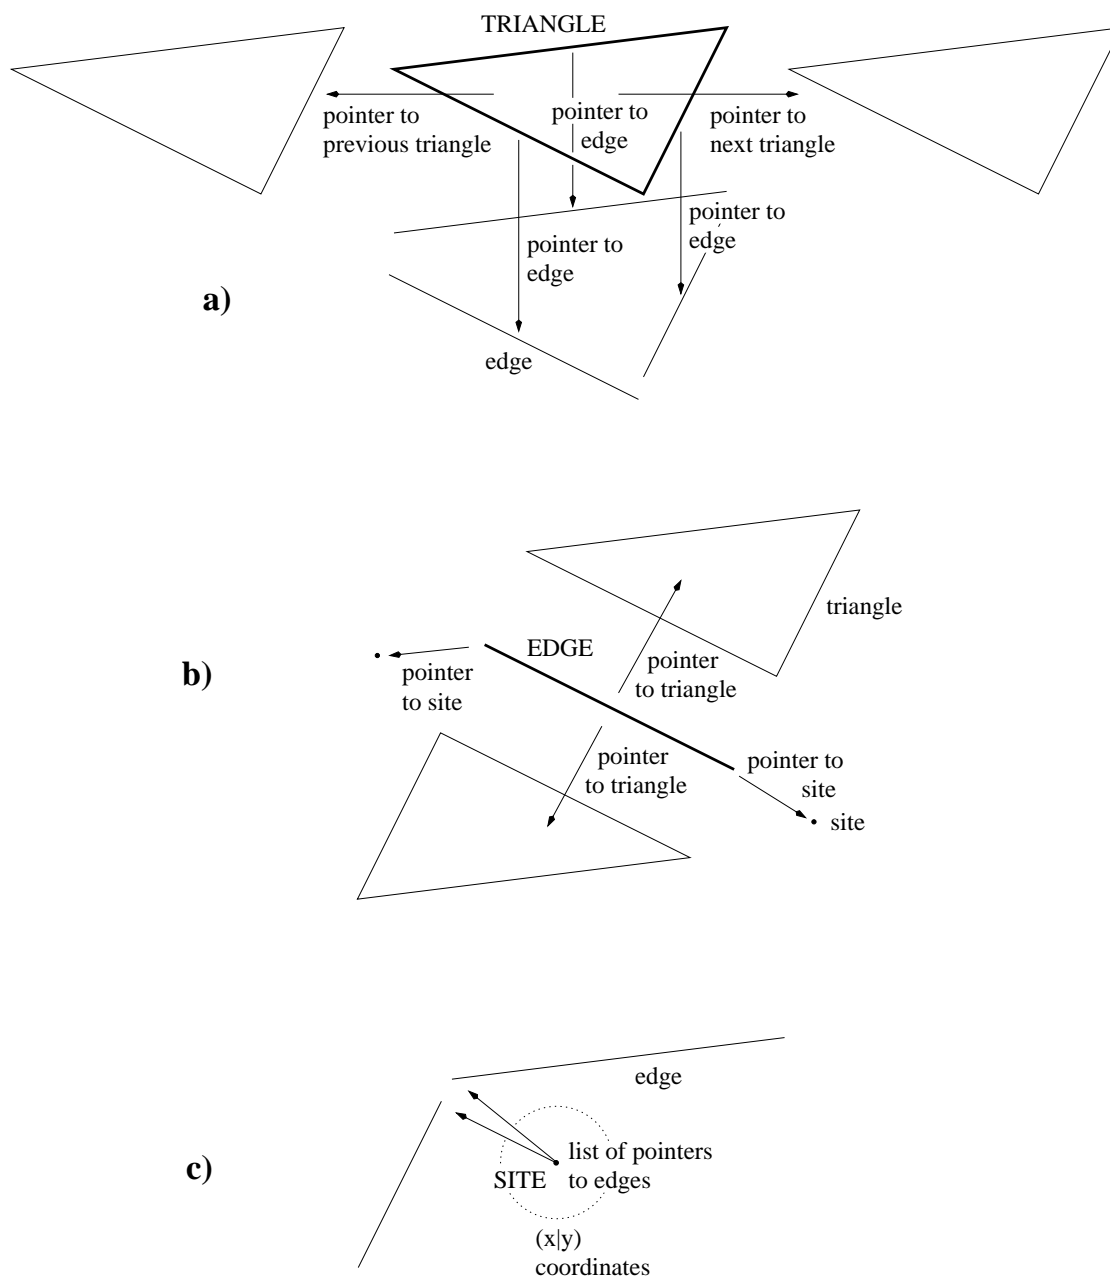 TRIANGLE
pointer to
previous triangle
pointer to
edge
pointer to
next triangle
pointer to
edge
pointer to
edge
a)
edge
triangle
EDGE
b)
pointer
to site
pointer
to triangle
pointer
to triangle
pointer to
site
site
edge
c)
SITE
list of pointers
to edges
(x|y)
coordinates